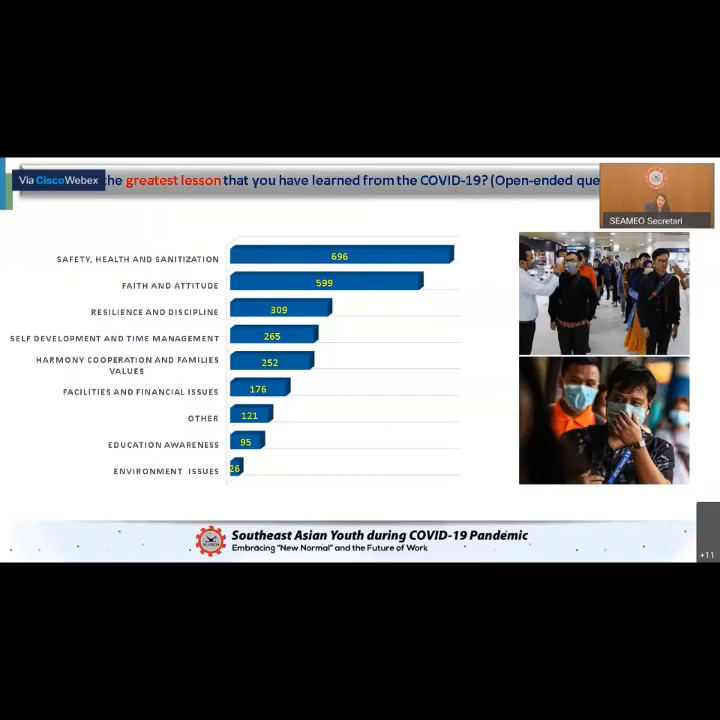 Via CiscoWebex
the greatest lesson that you have learned from the COVID-19? (Open-ended que
SEAMEO Secretari
SAFETY, HEALTH AND SANITIZATION 696
FAITH AND ATTITUDE 599
RESILIENCE AND DISCIPLINE 309
SELF DEVELOPMENT AND TIME MANAGEMENT 265
HARMONY COOPERATION AND FAMILIES
VALUES 252
FACILITIES AND FINANCIAL ISSUES 176
OTHER 121
EDUCATION AWARENESS 95
ENVIRONMENT ISSUES 26
Southeast Asian Youth during COVID-19 Pandemic
Embracing "New Normal" and the Future of Work
+11